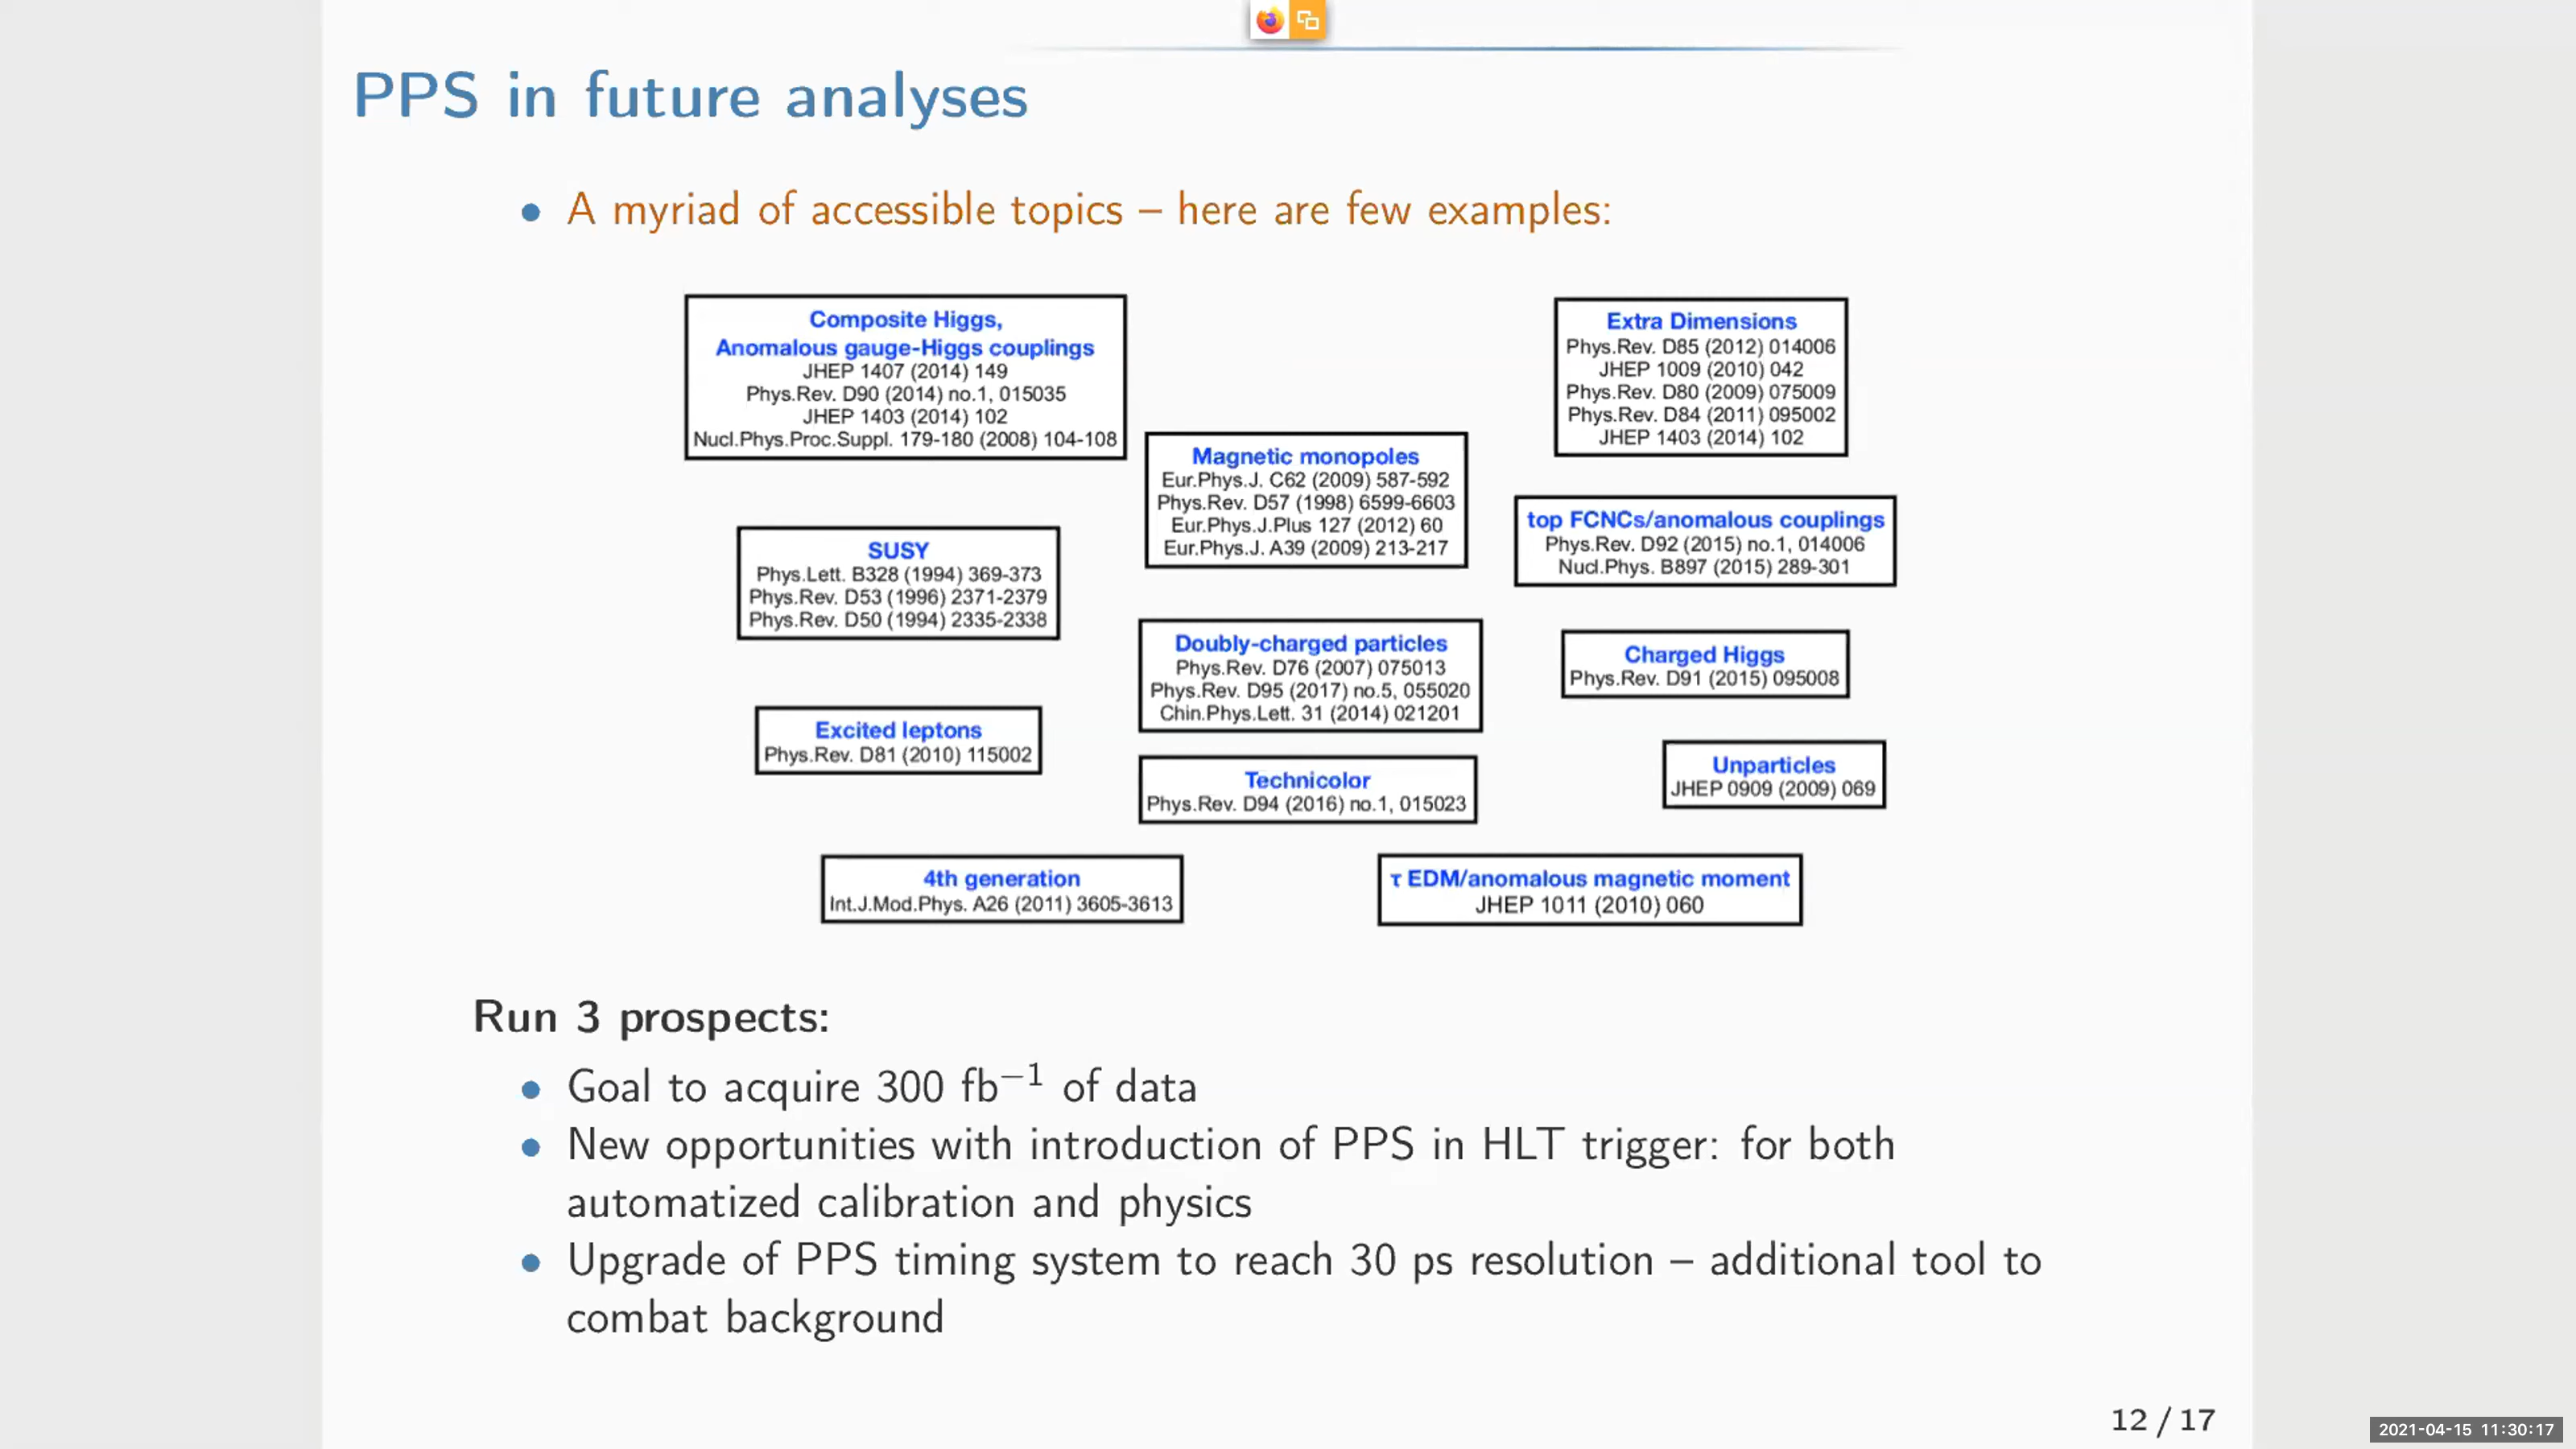 PPS in future analyses
A myriad of accessible topics – here are few examples:
Composite Higgs,
Anomalous gauge-Higgs couplings
JHEP 1407 (2014) 149
Phys.Rev. D90 (2014) no.1, 015035
JHEP 1403 (2014) 102
Nucl.Phys.Proc.Suppl. 179-180 (2008) 104-108
Extra Dimensions
Phys.Rev. D85 (2012) 014006
JHEP 1009 (2010) 042
Phys.Rev. D80 (2009) 075009
Phys.Rev. D84 (2011) 095002
JHEP 1403 (2014) 102
Magnetic monopoles
Eur.Phys.J. C62 (2009) 587-592
Phys.Rev. D57 (1998) 6599-6603
Eur.Phys.J.Plus 127 (2012) 60
Eur.Phys.J. A39 (2009) 213-217
top FCNCs/anomalous couplings
Phys.Rev. D92 (2015) no.1, 014006
Nucl.Phys. B897 (2015) 289-301
SUSY
Phys.Lett. B328 (1994) 369-373
Phys.Rev. D53 (1996) 2371-2379
Phys.Rev. D50 (1994) 2335-2338
Doubly-charged particles
Phys.Rev. D76 (2007) 075013
Phys.Rev. D95 (2017) no.5, 055020
Chin.Phys.Lett. 31 (2014) 021201
Charged Higgs
Phys.Rev. D91 (2015) 095008
Excited leptons
Phys.Rev. D81 (2010) 115002
Technicolor
Phys.Rev. D94 (2016) no.1, 015023
Unparticles
JHEP 0909 (2009) 069
4th generation
Int.J.Mod.Phys. A26 (2011) 3605-3613
τ EDM/anomalous magnetic moment
JHEP 1011 (2010) 060
Run 3 prospects:
Goal to acquire 300 fb⁻¹ of data
New opportunities with introduction of PPS in HLT trigger: for both
automatized calibration and physics
Upgrade of PPS timing system to reach 30 ps resolution – additional tool to
combat background
12 / 17
2021-04-15 11:30:17